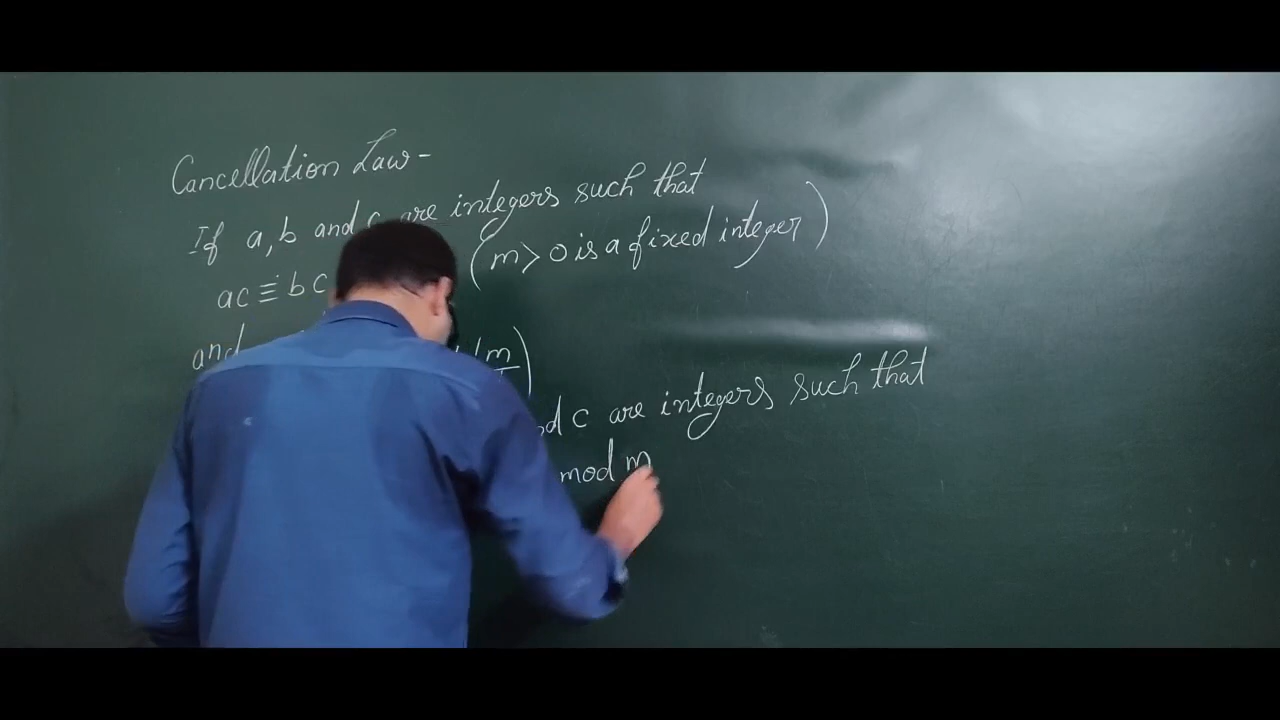 Cancellation Law-
If a, b and c are integers such that
ac ≡ bc (m > 0 is a fixed integer)
and m)
and c are integers such that
mod m